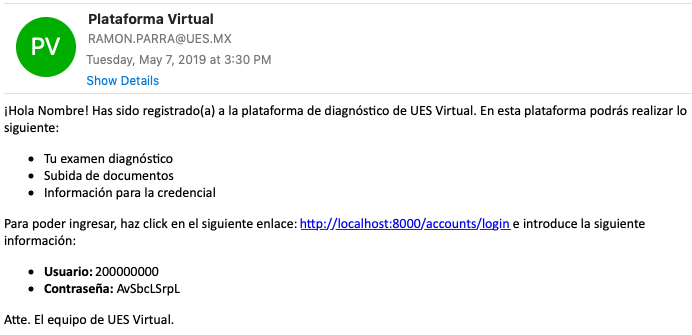 PV
Plataforma Virtual
RAMON.PARRA@UES.MX
Tuesday, May 7, 2019 at 3:30 PM
Show Details
¡Hola Nombre! Has sido registrado(a) a la plataforma de diagnóstico de UES Virtual. En esta plataforma podrás realizar lo
siguiente:
• Tu examen diagnóstico
• Subida de documentos
• Información para la credencial
Para poder ingresar, haz click en el siguiente enlace: http://localhost:8000/accounts/login e introduce la siguiente
información:
• Usuario: 200000000
• Contraseña: AvSbcLSrpL
Atte. El equipo de UES Virtual.